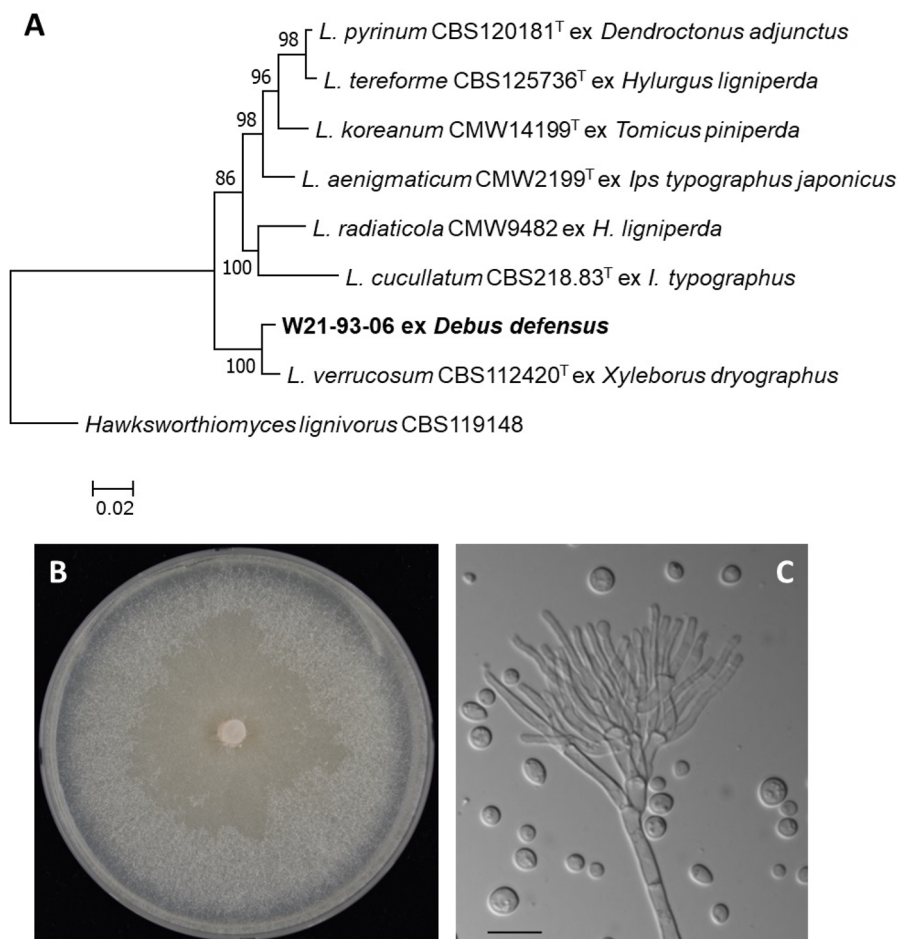 A
98
L. pyrinum CBS120181ᵀ ex Dendroctonus adjunctus
L. tereforme CBS125736ᵀ ex Hylurgus ligniperda
96
L. koreanum CMW14199ᵀ ex Tomicus piniperda
98
L. aenigmaticum CMW2199ᵀ ex Ips typographus japonicus
86
L. radiaticola CMW9482 ex H. ligniperda
100
L. cucullatum CBS218.83ᵀ ex I. typographus
W21-93-06 ex Debus defensus
100
L. verrucosum CBS112420ᵀ ex Xyleborus dryographus
Hawksworthiomyces lignivorus CBS119148
0.02
B
C